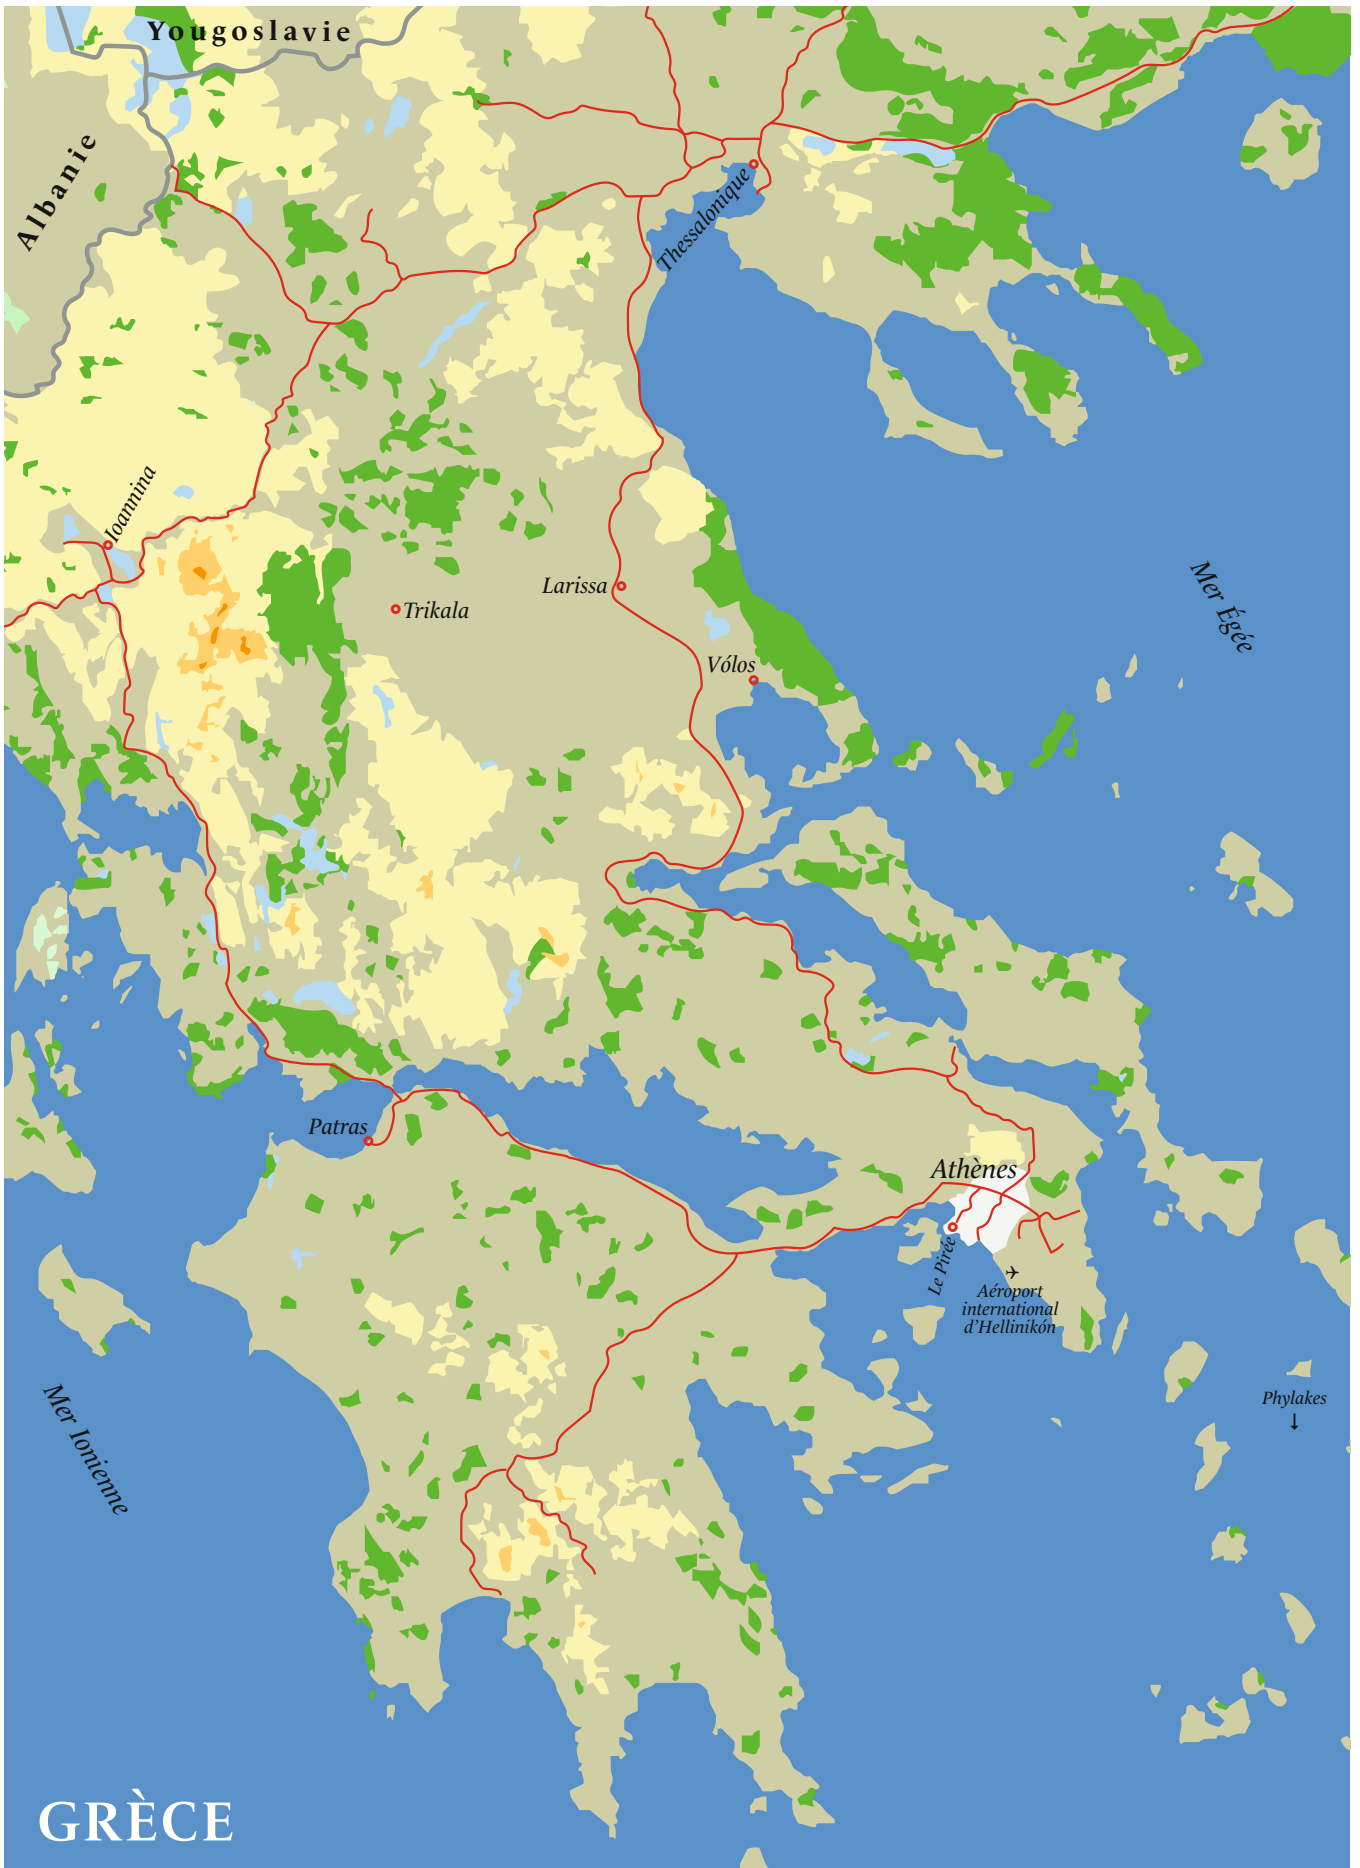 Yougoslavie
Albanie
Thessalonique
Ioannina
Larissa
Trikala
Mer Égée
Vólos
Patras
Athènes
Le Pirée
Aéroport
international
d'Hellinikón
Mer Ionienne
Phylakes
GRÈCE